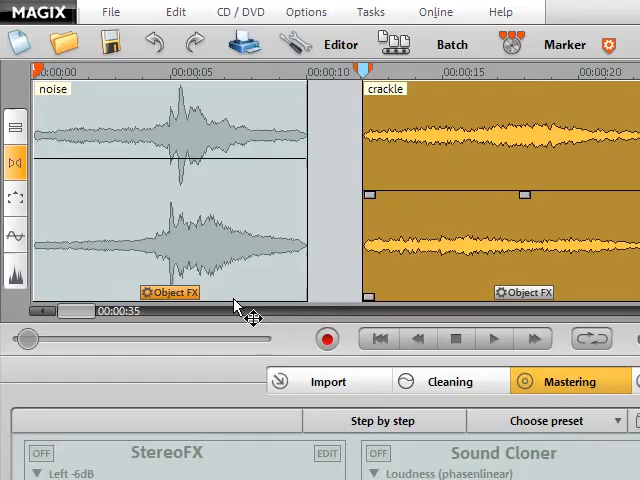 MAGIX File Edit CD / DVD Options Tasks Online Help
Editor Batch Marker
00:00:00 00:00:05 00:00:10 00:00:15 00:00:20
noise crackle
Object FX Object FX
00:00:35
Import Cleaning Mastering
Step by step Choose preset
OFF StereoFX EDIT OFF Sound Cloner
Left -6dB Loudness (phasenlinear)